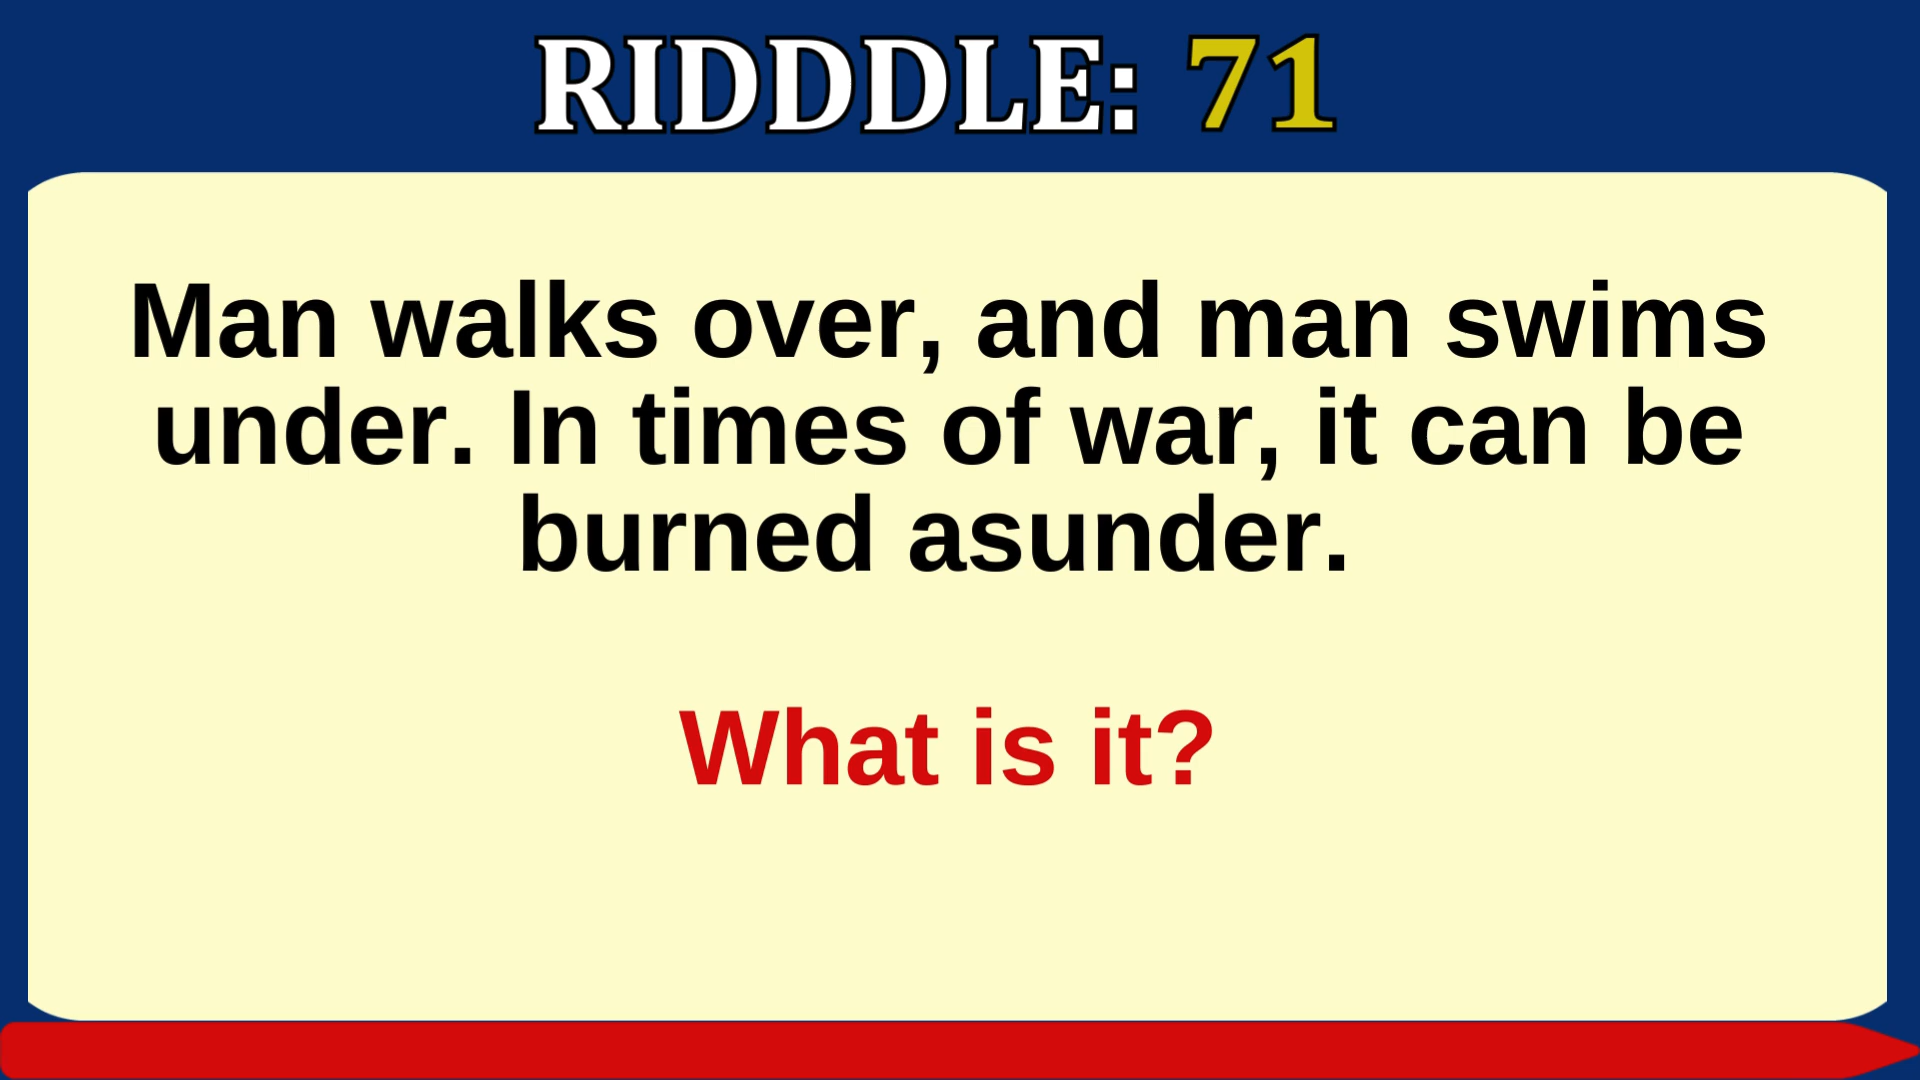 RIDDDLE: 71
Man walks over, and man swims
under. In times of war, it can be
burned asunder.
What is it?